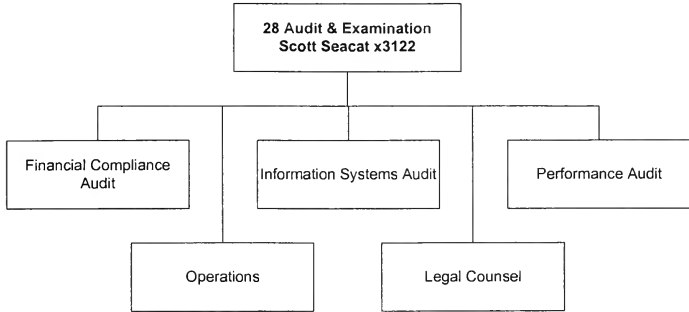 28 Audit & Examination
Scott Seacat x3122
Financial Compliance
Audit
Information Systems Audit
Performance Audit
Operations
Legal Counsel